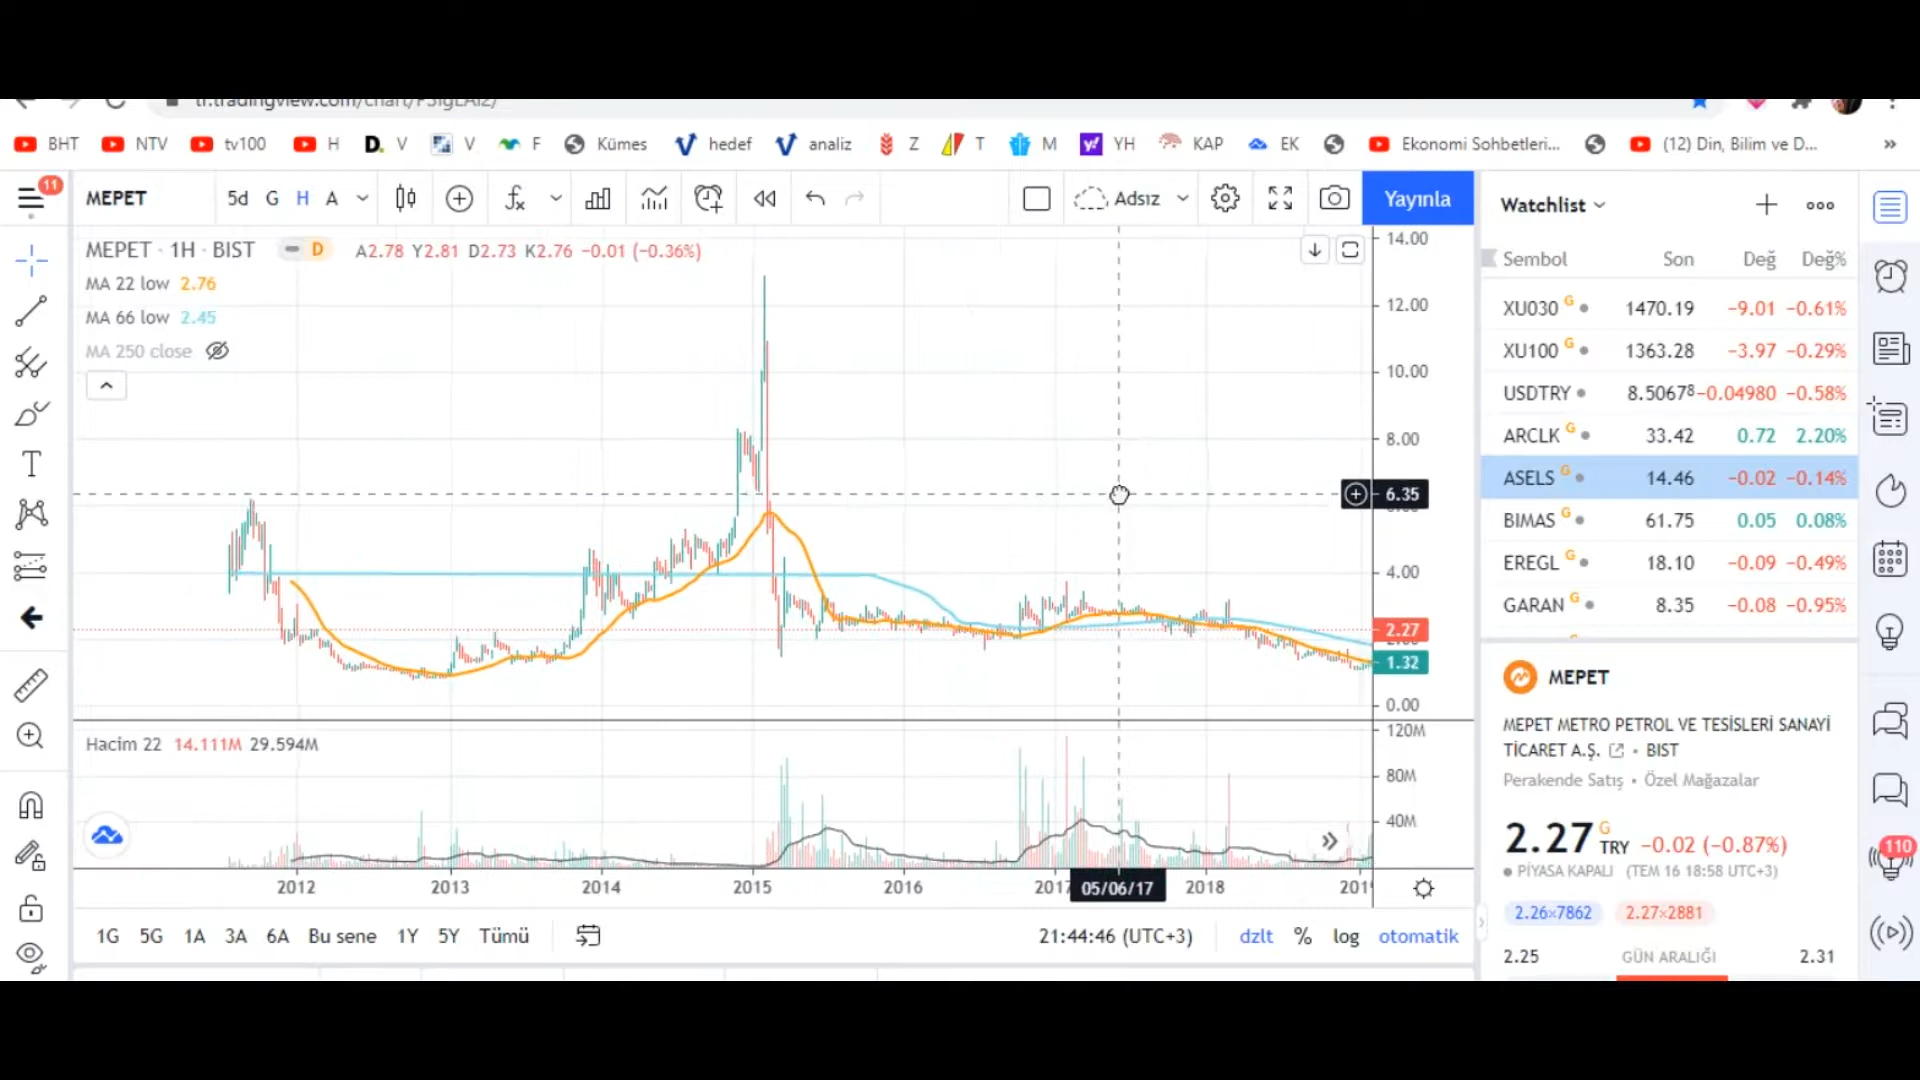 tr.tradingview.com/chart/
BHT NTV tv100 H V V F Kümes hedef analiz Z T M YH KAP EK Ekonomi Sohbetleri... (12) Din, Bilim ve D... »
11 MEPET 5d G H A Adsız Yayınla
Watchlist
MEPET · 1H · BIST D A2.78 Y2.81 D2.73 K2.76 −0.01 (−0.36%)
MA 22 low 2.76
MA 66 low 2.45
MA 250 close
14.00
12.00
10.00
8.00
6.35
4.00
2.27
1.32
0.00
Hacim 22 14.111M 29.594M
120M
80M
40M
2012 2013 2014 2015 2016 2017 05/06/17 2018 201
1G 5G 1A 3A 6A Bu sene 1Y 5Y Tümü 21:44:46 (UTC+3) dzlt % log otomatik
Sembol Son Değ Değ%
XU030 G 1470.19 −9.01 −0.61%
XU100 G 1363.28 −3.97 −0.29%
USDTRY 8.50678 −0.04980 −0.58%
ARCLK G 33.42 0.72 2.20%
ASELS G 14.46 −0.02 −0.14%
BIMAS G 61.75 0.05 0.08%
EREGL G 18.10 −0.09 −0.49%
GARAN G 8.35 −0.08 −0.95%
MEPET
MEPET METRO PETROL VE TESİSLERİ SANAYİ
TİCARET A.Ş. • BIST
Perakende Satış • Özel Mağazalar
2.27 G TRY −0.02 (−0.87%)
PİYASA KAPALI (TEM 16 18:58 UTC+3)
2.26×7862 2.27×2881
2.25 GÜN ARALIĞI 2.31
110